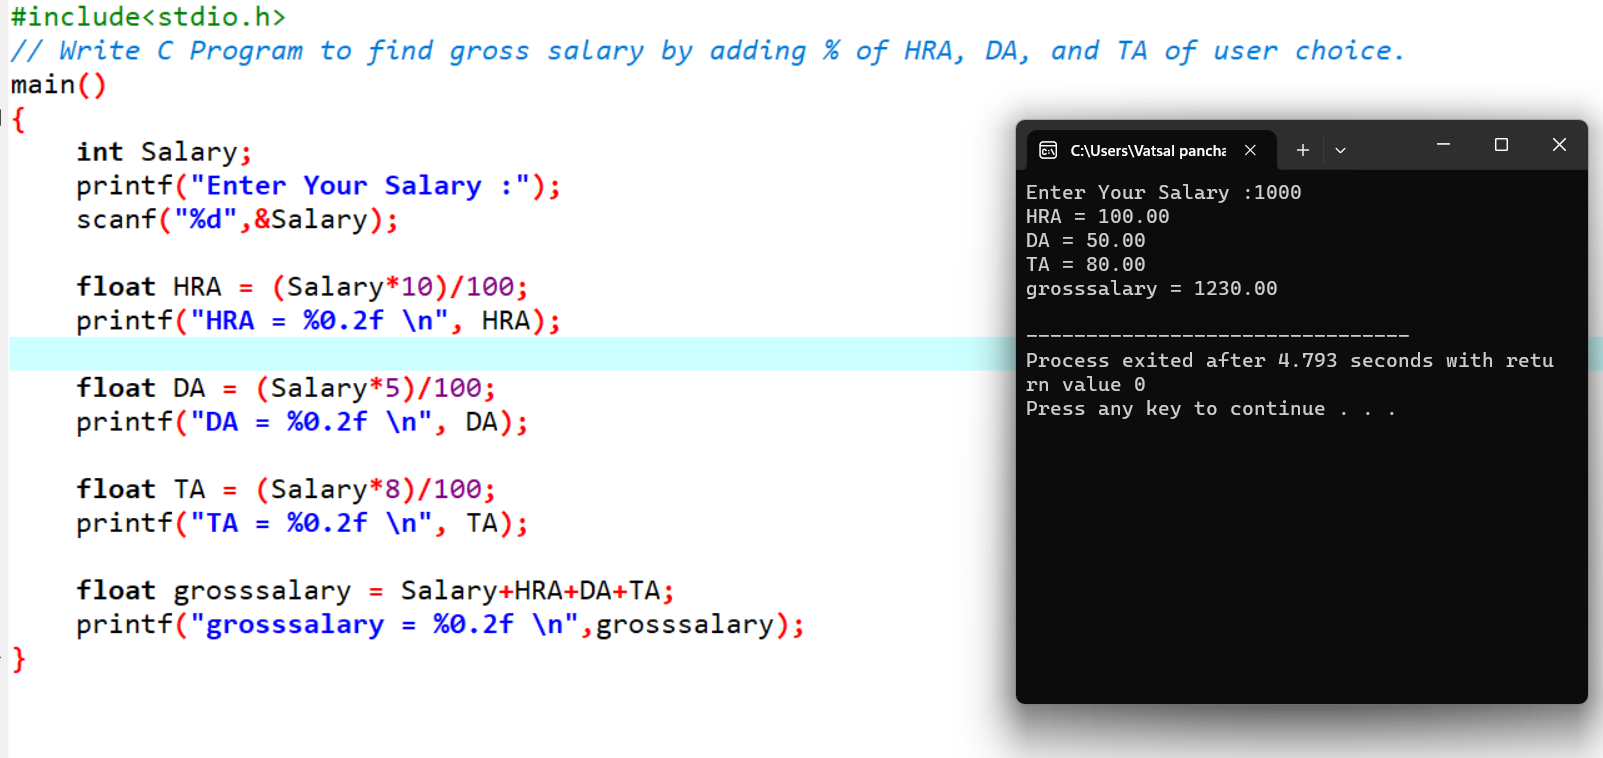 #include<stdio.h>
// Write C Program to find gross salary by adding % of HRA, DA, and TA of user choice.
main()
{
    int Salary;
    printf("Enter Your Salary :");
    scanf("%d",&Salary);

    float HRA = (Salary*10)/100;
    printf("HRA = %0.2f \n", HRA);

    float DA = (Salary*5)/100;
    printf("DA = %0.2f \n", DA);

    float TA = (Salary*8)/100;
    printf("TA = %0.2f \n", TA);

    float grosssalary = Salary+HRA+DA+TA;
    printf("grosssalary = %0.2f \n",grosssalary);
}
C:\Users\Vatsal pancha
Enter Your Salary :1000
HRA = 100.00
DA = 50.00
TA = 80.00
grosssalary = 1230.00

--------------------------------
Process exited after 4.793 seconds with retu
rn value 0
Press any key to continue . . .